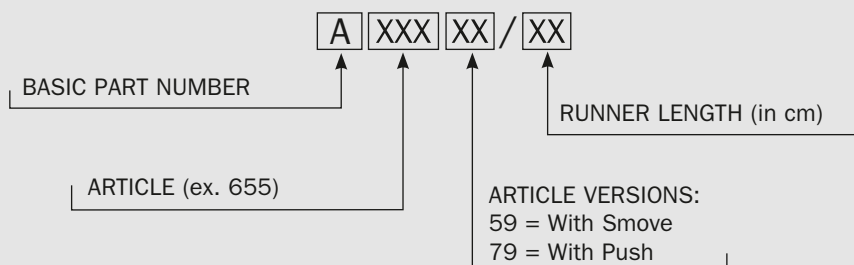 A XXX XX / XX
BASIC PART NUMBER
RUNNER LENGTH (in cm)
ARTICLE (ex. 655)
ARTICLE VERSIONS:
59 = With Smove
79 = With Push